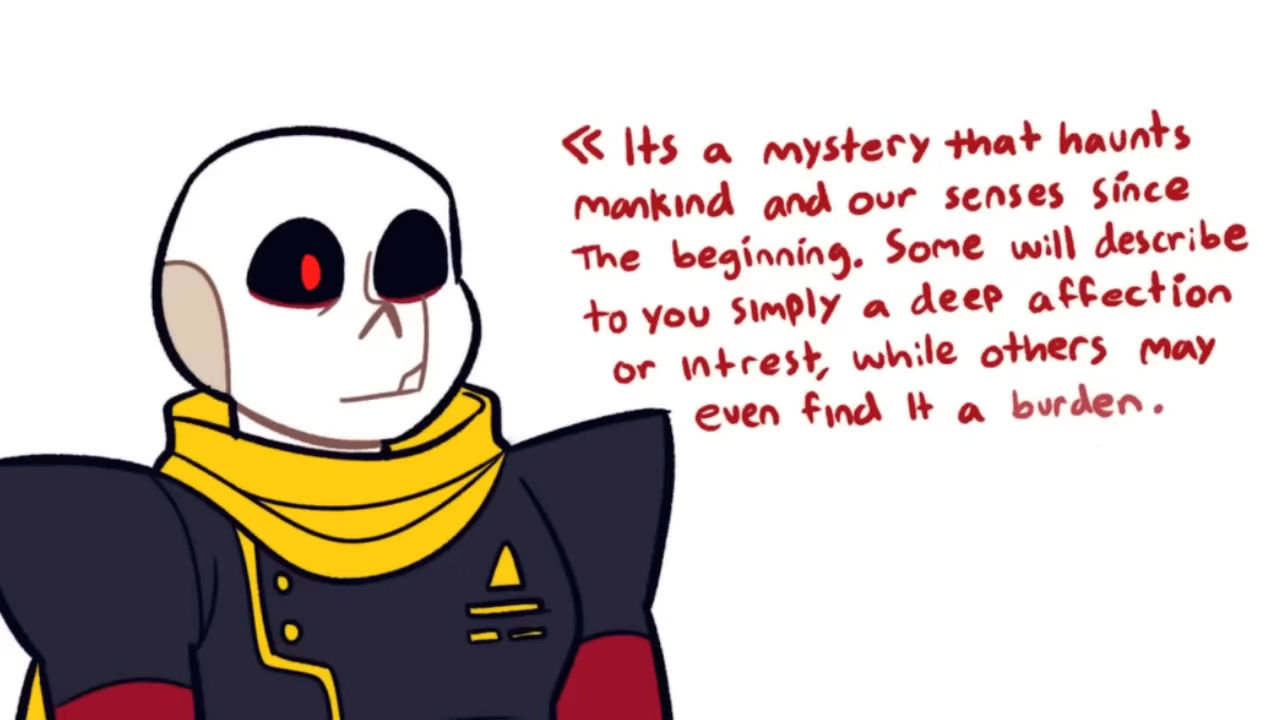 « Its a mystery that haunts
mankind and our senses since
The beginning. Some will describe
to you simply a deep affection
or intrest, while others may
even find it a burden.